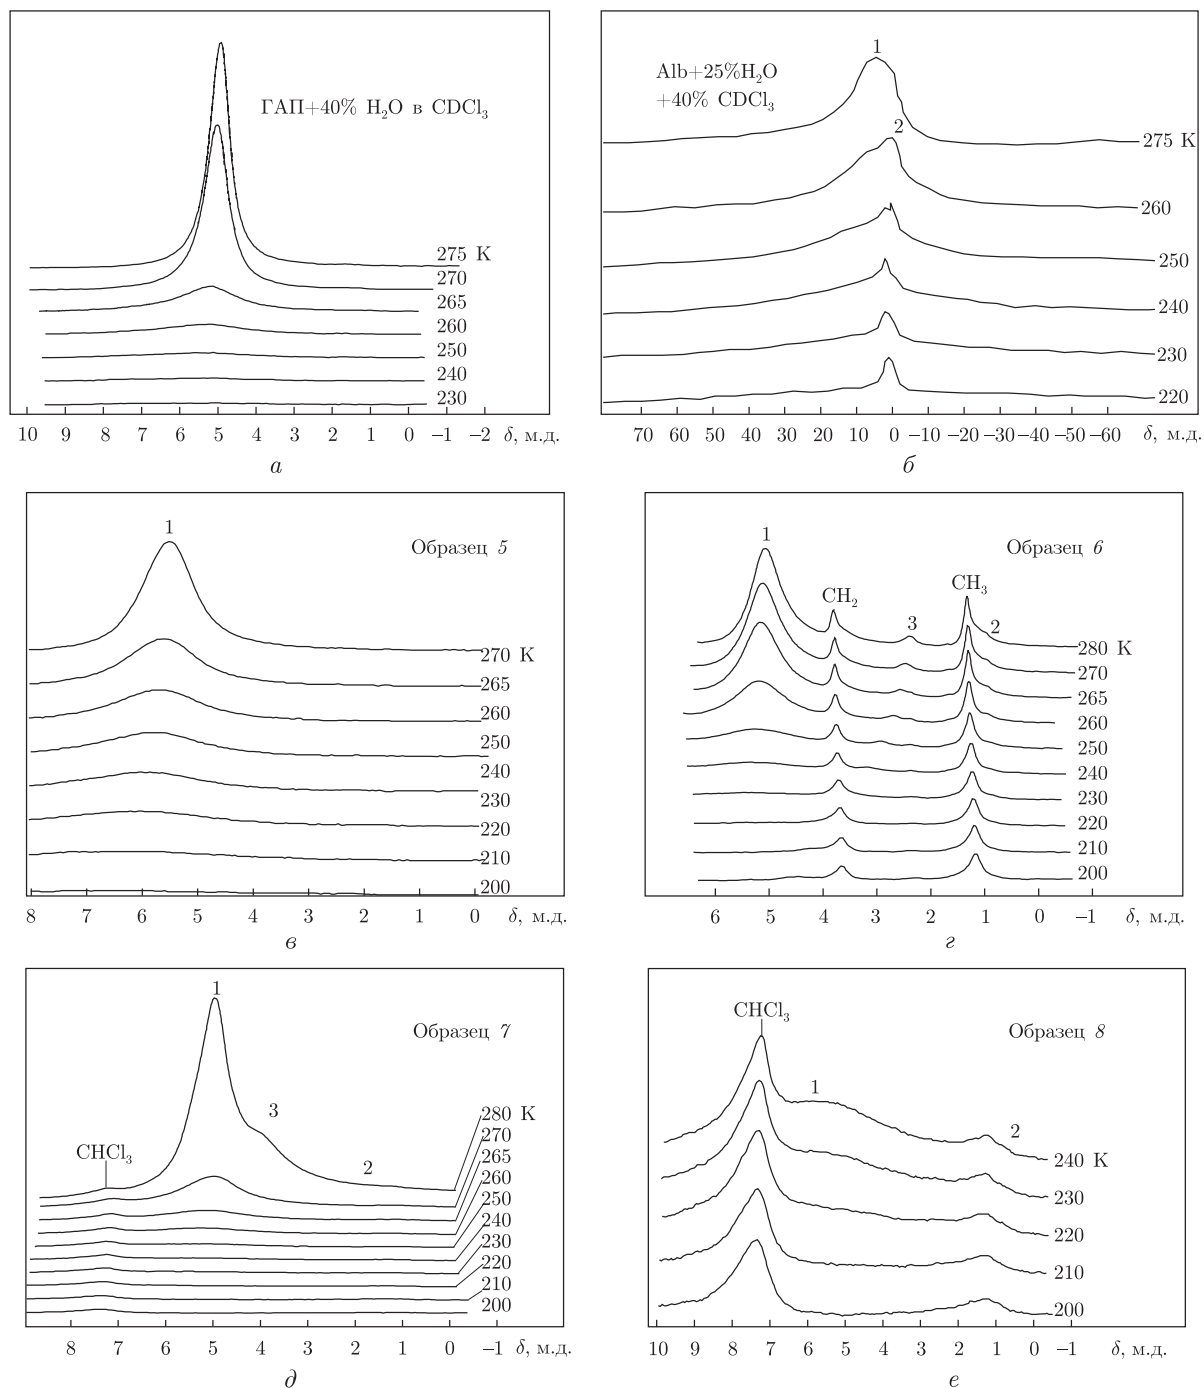 ГАП+40% H₂O в CDCl₃
275 K
270
265
260
250
240
230
10 9 8 7 6 5 4 3 2 1 0 –1 –2 δ, м.д.
а
1
Alb+25%H₂O
+40% CDCl₃
2
275 K
260
250
240
230
220
70 60 50 40 30 20 10 0 –10 –20 –30 –40 –50 –60 δ, м.д.
б
1
Образец 5
270 K
265
260
250
240
230
220
210
200
8 7 6 5 4 3 2 1 0 δ, м.д.
в
1
Образец 6
CH₂
CH₃
3
2
280 K
270
265
260
250
240
230
220
210
200
6 5 4 3 2 1 0 –1 δ, м.д.
г
1
Образец 7
3
CHCl₃
2
280 K
270
265
260
250
240
230
220
210
200
8 7 6 5 4 3 2 1 0 –1 δ, м.д.
д
CHCl₃
Образец 8
1
2
240 K
230
220
210
200
10 9 8 7 6 5 4 3 2 1 0 –1 δ, м.д.
е